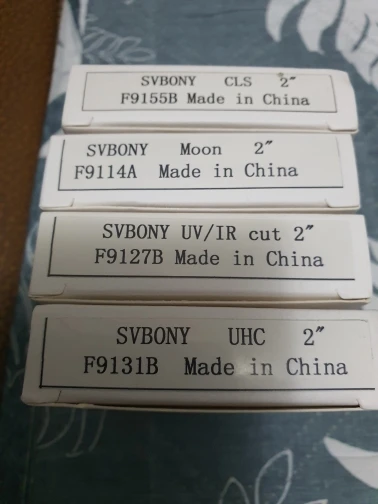 SVBONY CLS 2"
F9155B Made in China
SVBONY Moon 2"
F9114A Made in China
SVBONY UV/IR cut 2"
F9127B Made in China
SVBONY UHC 2"
F9131B Made in China